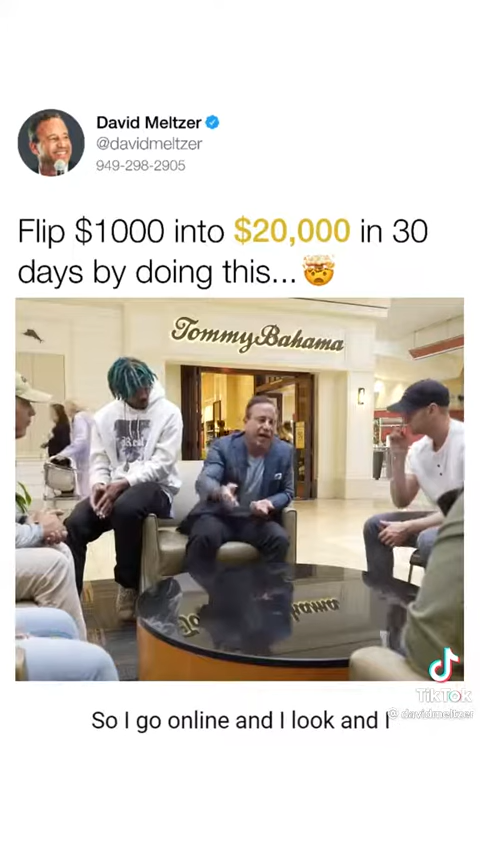 David Meltzer
@davidmeltzer
949-298-2905
Flip $1000 into $20,000 in 30
days by doing this...🤯
Tommy Bahama
TikTok
@ davidmeltzer
So I go online and I look and I